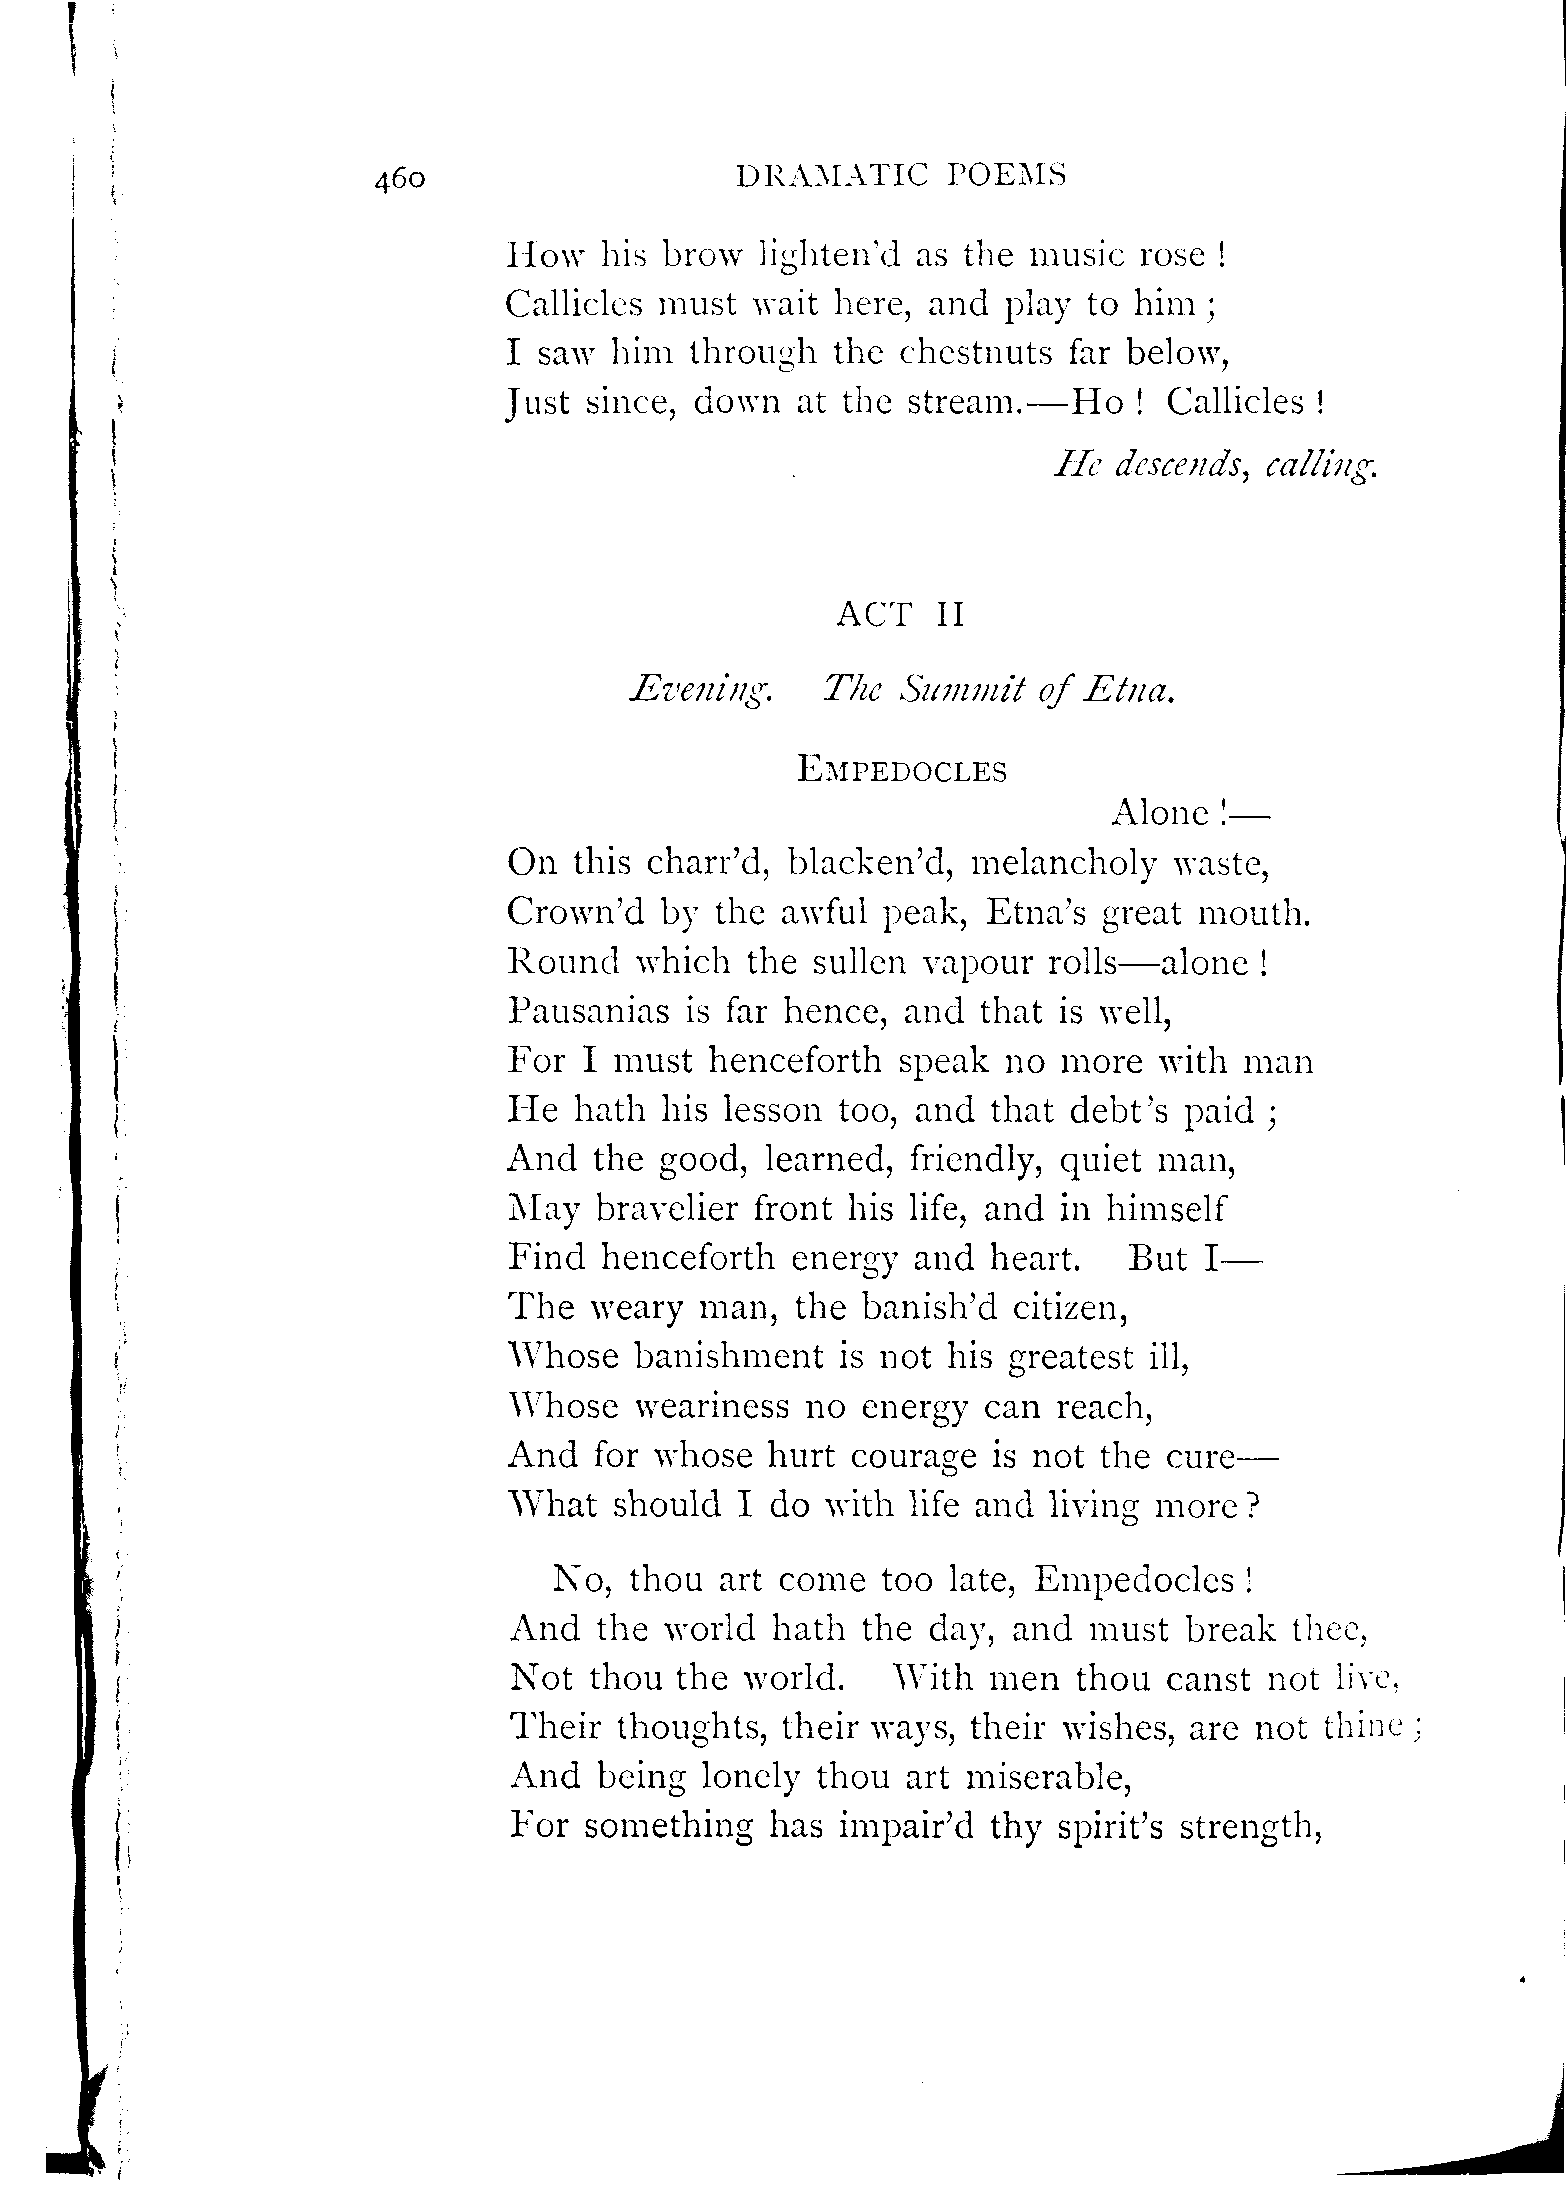 460 DRAMATIC POEMS
How his brow lighten'd as the music rose !
Callicles must wait here, and play to him ;
I saw him through the chestnuts far below,
Just since, down at the stream.—Ho ! Callicles !
He descends, calling.
ACT II
Evening. The Summit of Etna.
EMPEDOCLES
Alone !—
On this charr'd, blacken'd, melancholy waste,
Crown'd by the awful peak, Etna's great mouth.
Round which the sullen vapour rolls—alone !
Pausanias is far hence, and that is well,
For I must henceforth speak no more with man
He hath his lesson too, and that debt's paid ;
And the good, learned, friendly, quiet man,
May bravelier front his life, and in himself
Find henceforth energy and heart. But I—
The weary man, the banish'd citizen,
Whose banishment is not his greatest ill,
Whose weariness no energy can reach,
And for whose hurt courage is not the cure—
What should I do with life and living more ?
No, thou art come too late, Empedocles !
And the world hath the day, and must break thee,
Not thou the world. With men thou canst not live,
Their thoughts, their ways, their wishes, are not thine ;
And being lonely thou art miserable,
For something has impair'd thy spirit's strength,